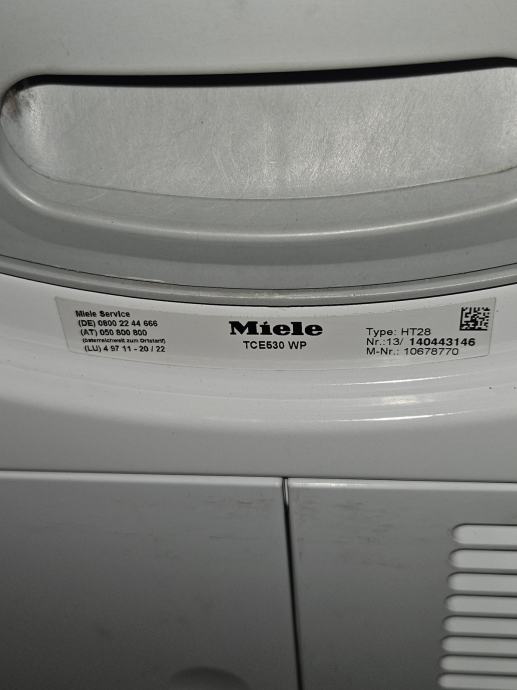 Miele Service
(DE) 0800 22 44 666
(AT) 050 800 800
(österreichweit zum Ortstarif)
(LU) 4 97 11 - 20 / 22
Miele
TCE530 WP
Type: HT28
Nr.:13/ 140443146
M-Nr.: 10678770